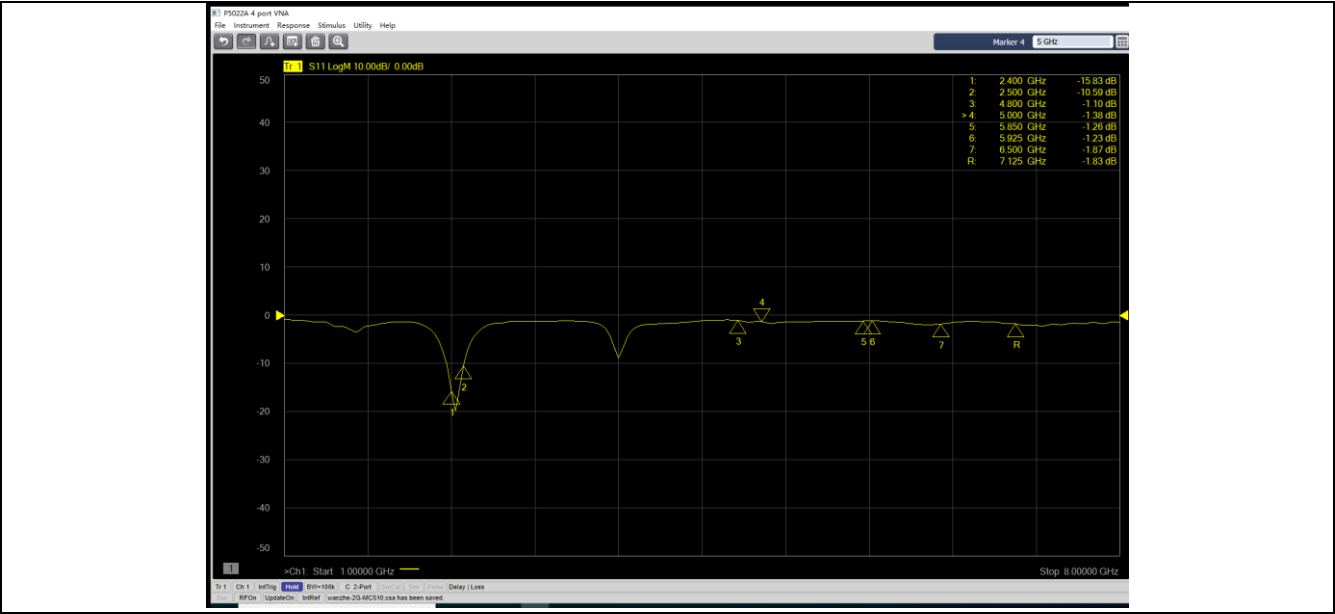 P5022A 4 port VNA
File Instrument Response Stimulus Utility Help
Marker 4 5 GHz
Tr 1 S11 LogM 10.00dB/ 0.00dB
50
40
30
20
10
0
-10
-20
-30
-40
-50
1: 2.400 GHz -15.83 dB
2: 2.500 GHz -10.59 dB
3: 4.800 GHz -1.10 dB
> 4: 5.000 GHz -1.38 dB
5: 5.850 GHz -1.26 dB
6: 5.925 GHz -1.23 dB
7: 6.500 GHz -1.87 dB
R: 7.125 GHz -1.83 dB
4
3
5 6
7
R
2
1
1
>Ch1: Start 1.00000 GHz
Stop 8.00000 GHz
Tr 1 Ch 1 IntTrig Hold BW=100k C 2-Port SrcCal Sim Pulse Delay | Loss
RFOn UpdateOn IntRef wanzhe-2G-MC510.csa has been saved.